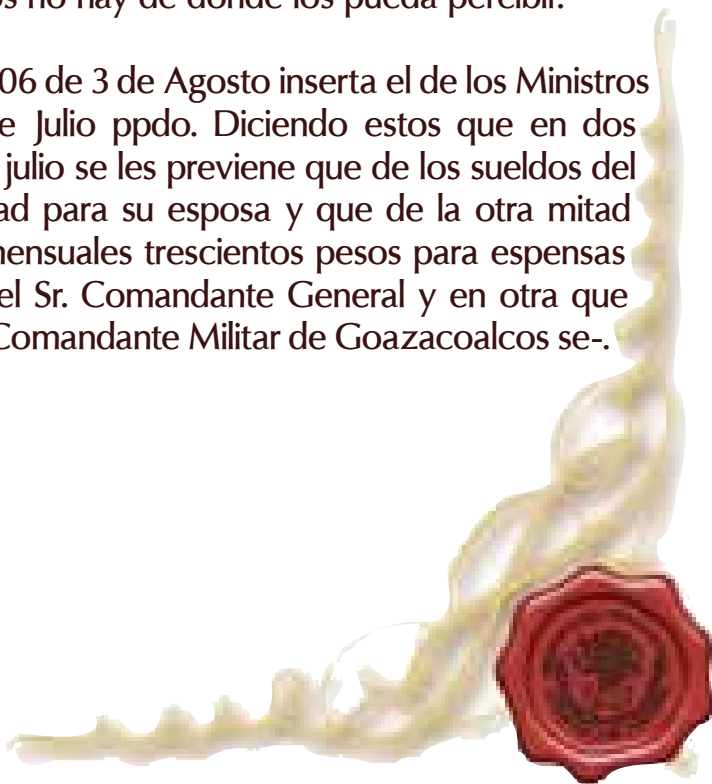 no hay de donde los pueda percibir.
06 de 3 de Agosto inserta el de los Ministros
e Julio ppdo. Diciendo estos que en dos
julio se les previene que de los sueldos del
ad para su esposa y que de la otra mitad
mensuales trescientos pesos para espensas
el Sr. Comandante General y en otra que
Comandante Militar de Goazacoalcos se-.